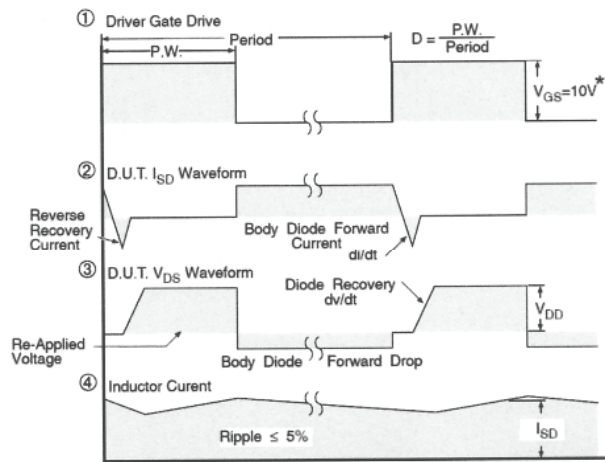 ① Driver Gate Drive
Period
P.W.
D = P.W. / Period
V_GS=10V*
② D.U.T. I_SD Waveform
Reverse
Recovery
Current
Body Diode Forward
Current
di/dt
③ D.U.T. V_DS Waveform
Diode Recovery
dv/dt
V_DD
Re-Applied
Voltage
Body Diode Forward Drop
④ Inductor Curent
Ripple ≤ 5%
I_SD